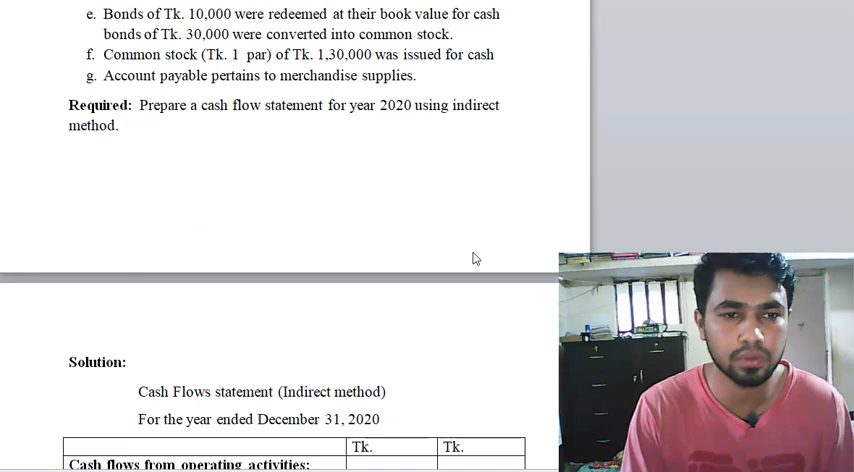 e. Bonds of Tk. 10,000 were redeemed at their book value for cash
bonds of Tk. 30,000 were converted into common stock.
f. Common stock (Tk. 1 par) of Tk. 1,30,000 was issued for cash
g. Account payable pertains to merchandise supplies.
Required: Prepare a cash flow statement for year 2020 using indirect
method.
Solution:
Cash Flows statement (Indirect method)
For the year ended December 31, 2020
Tk. Tk.
Cash flows from operating activities: